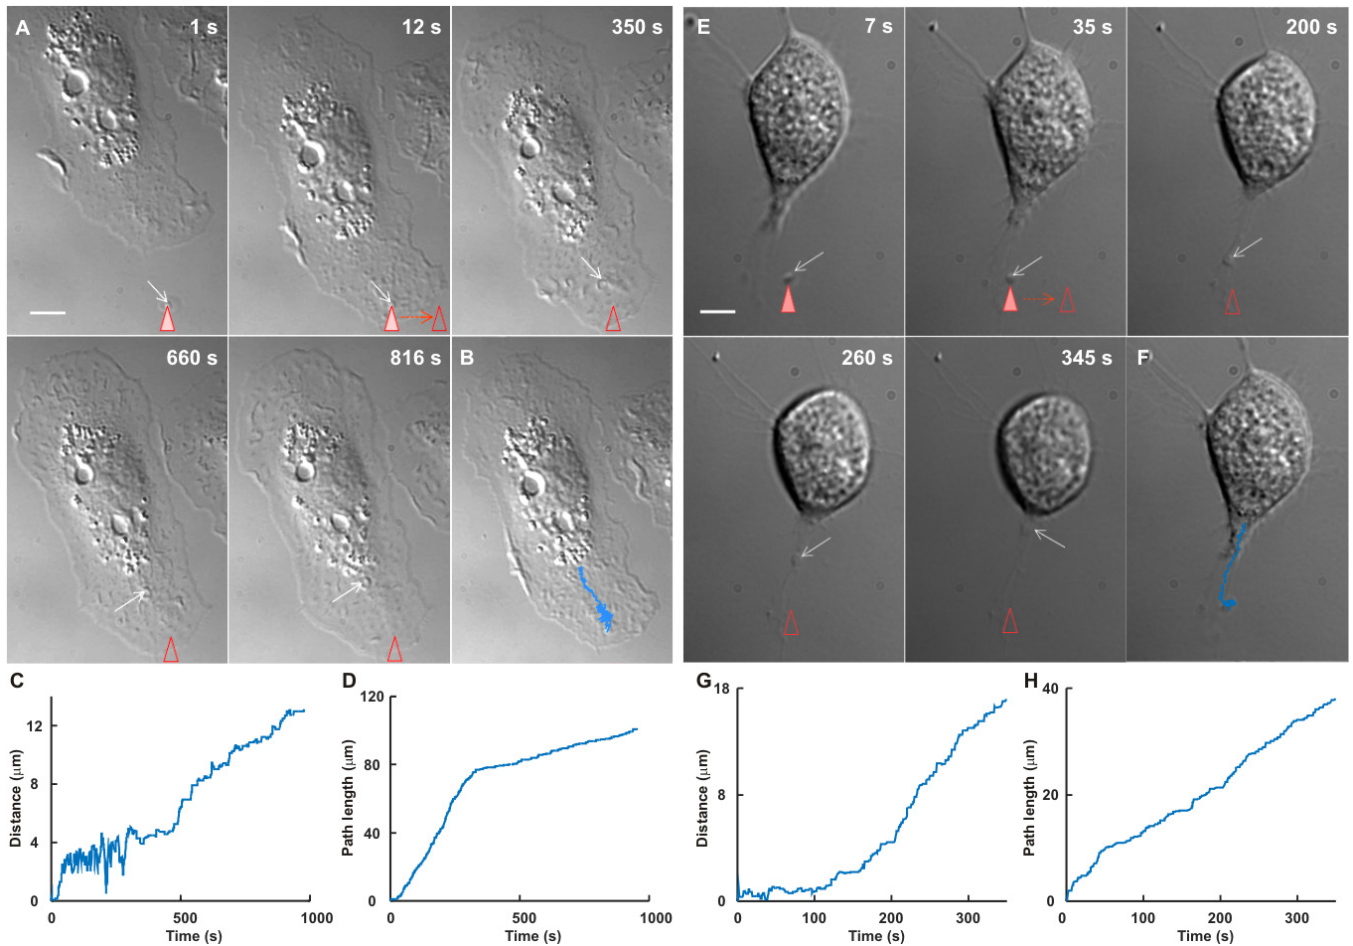 A 1 s 12 s 350 s
660 s 816 s B
E 7 s 35 s 200 s
260 s 345 s F
C
12
8
4
0
Distance (μm)
0 500 1000
Time (s)
D
120
80
40
0
Path length (μm)
0 500 1000
Time (s)
G
18
8
0
Distance (μm)
0 100 200 300
Time (s)
H
40
20
0
Path length (μm)
0 100 200 300
Time (s)